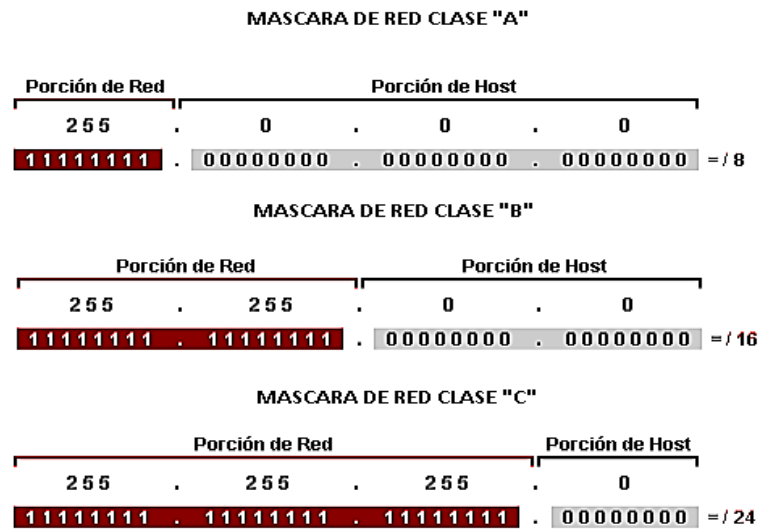 MASCARA DE RED CLASE "A"
Porción de Red Porción de Host
255 . 0 . 0 . 0
11111111 . 00000000 . 00000000 . 00000000 = / 8
MASCARA DE RED CLASE "B"
Porción de Red Porción de Host
255 . 255 . 0 . 0
11111111 . 11111111 . 00000000 . 00000000 = / 16
MASCARA DE RED CLASE "C"
Porción de Red Porción de Host
255 . 255 . 255 . 0
11111111 . 11111111 . 11111111 . 00000000 = / 24